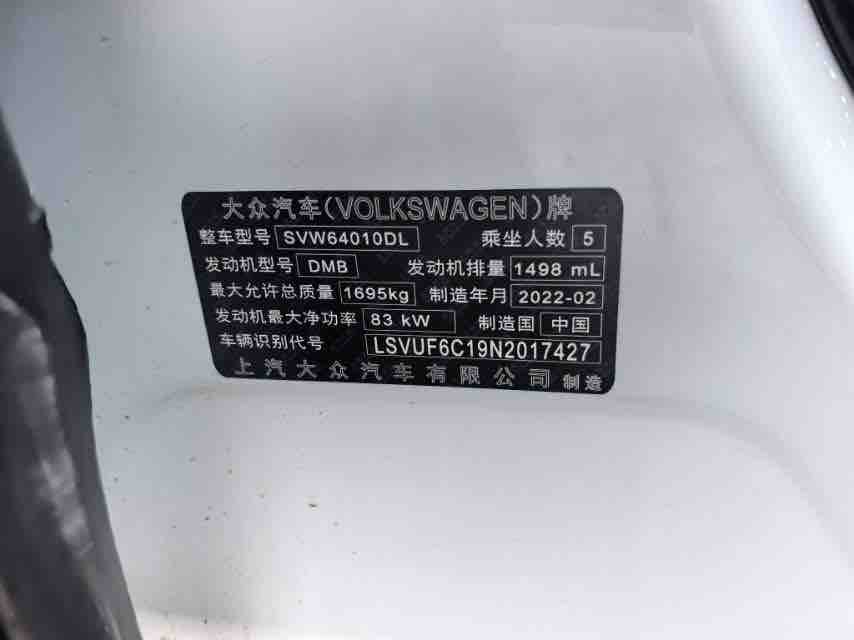 大众汽车(VOLKSWAGEN)牌
整车型号 SVW64010DL 乘坐人数 5
发动机型号 DMB 发动机排量 1498 mL
最大允许总质量 1695kg 制造年月 2022-02
发动机最大净功率 83 kW 制造国 中国
车辆识别代号 LSVUF6C19N2017427
上汽大众汽车有限公司 制造